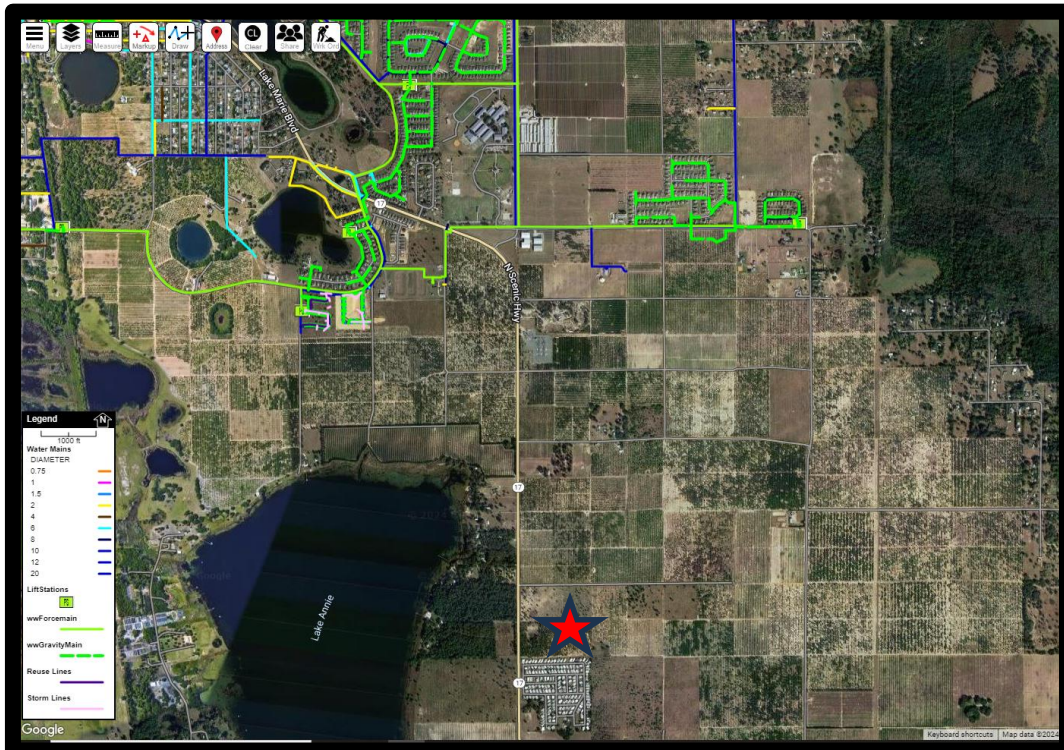 Menu
Layers
Measure
Markup
Draw
Address
CL
Clear
Share
Wrk Ord
Lake Marie Blvd
17
N Scenic Hwy
17
Lake Annie
17
Legend
N
1000 ft
Water Mains
DIAMETER
0.75
1
1.5
2
4
6
8
10
12
20
LiftStations
wwForcemain
wwGravityMain
Reuse Lines
Storm Lines
Google
Keyboard shortcuts
Map data ©2024